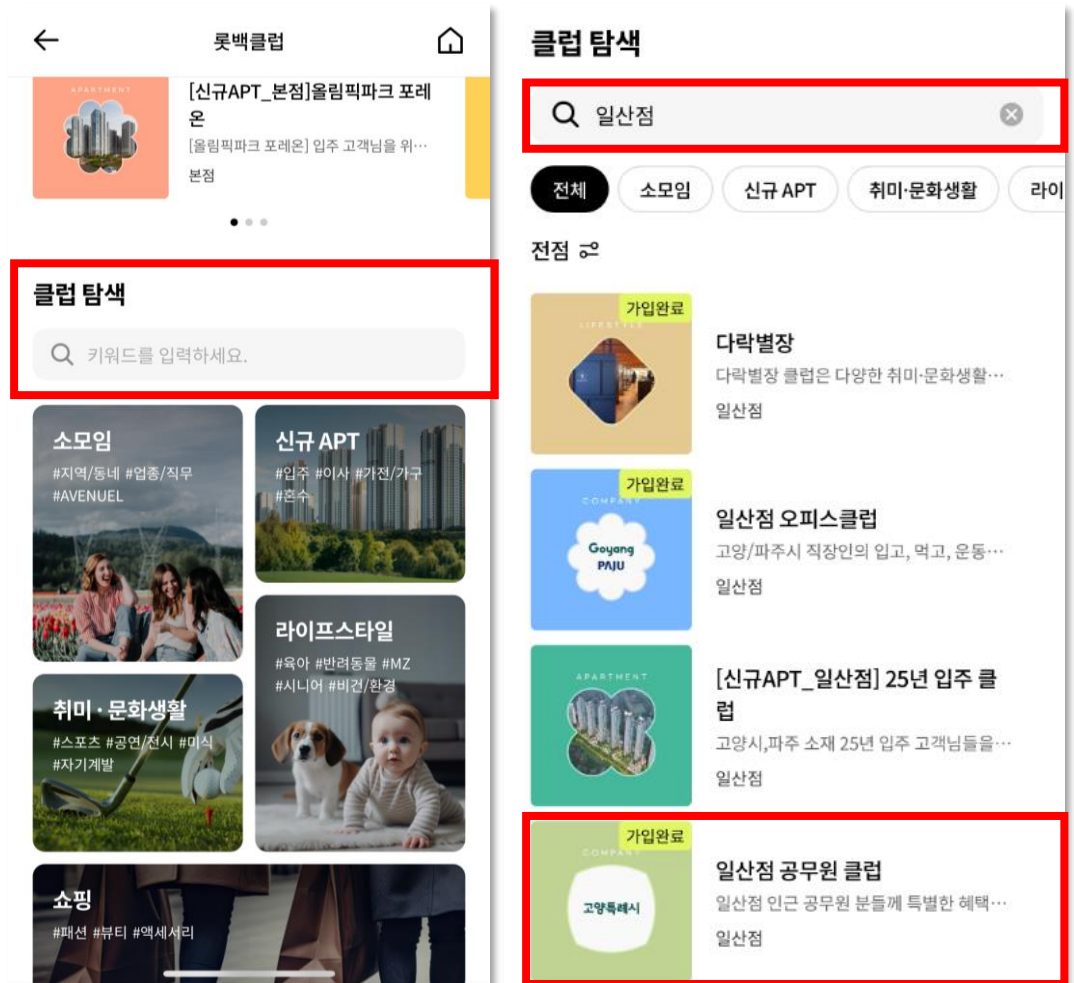 롯백클럽
APARTMENT
[신규APT_본점]올림픽파크 포레
온
[올림픽파크 포레온] 입주 고객님을 위…
본점
클럽 탐색
키워드를 입력하세요.
소모임
#지역/동네 #업종/직무
#AVENUEL
신규 APT
#입주 #이사 #가전/가구
#혼수
라이프스타일
#육아 #반려동물 #MZ
#시니어 #비건/환경
취미 · 문화생활
#스포츠 #공연/전시 #미식
#자기계발
쇼핑
#패션 #뷰티 #액세서리
클럽 탐색
일산점
전체 소모임 신규 APT 취미·문화생활 라이
전점
가입완료
LIFESTYLE
다락별장
다락별장 클럽은 다양한 취미·문화생활…
일산점
가입완료
COMPANY
Goyang
PAJU
일산점 오피스클럽
고양/파주시 직장인의 입고, 먹고, 운동…
일산점
APARTMENT
[신규APT_일산점] 25년 입주 클
럽
고양시,파주 소재 25년 입주 고객님들을…
일산점
가입완료
COMPANY
고양특례시
일산점 공무원 클럽
일산점 인근 공무원 분들께 특별한 혜택…
일산점